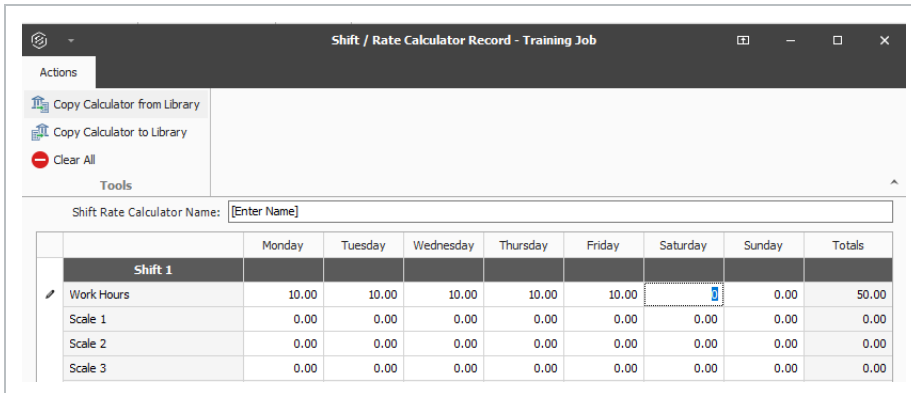 Shift / Rate Calculator Record - Training Job
Actions
Copy Calculator from Library
Copy Calculator to Library
Clear All
Tools
Shift Rate Calculator Name: [Enter Name]
Monday Tuesday Wednesday Thursday Friday Saturday Sunday Totals
Shift 1
Work Hours 10.00 10.00 10.00 10.00 10.00 0 0.00 50.00
Scale 1 0.00 0.00 0.00 0.00 0.00 0.00 0.00 0.00
Scale 2 0.00 0.00 0.00 0.00 0.00 0.00 0.00 0.00
Scale 3 0.00 0.00 0.00 0.00 0.00 0.00 0.00 0.00